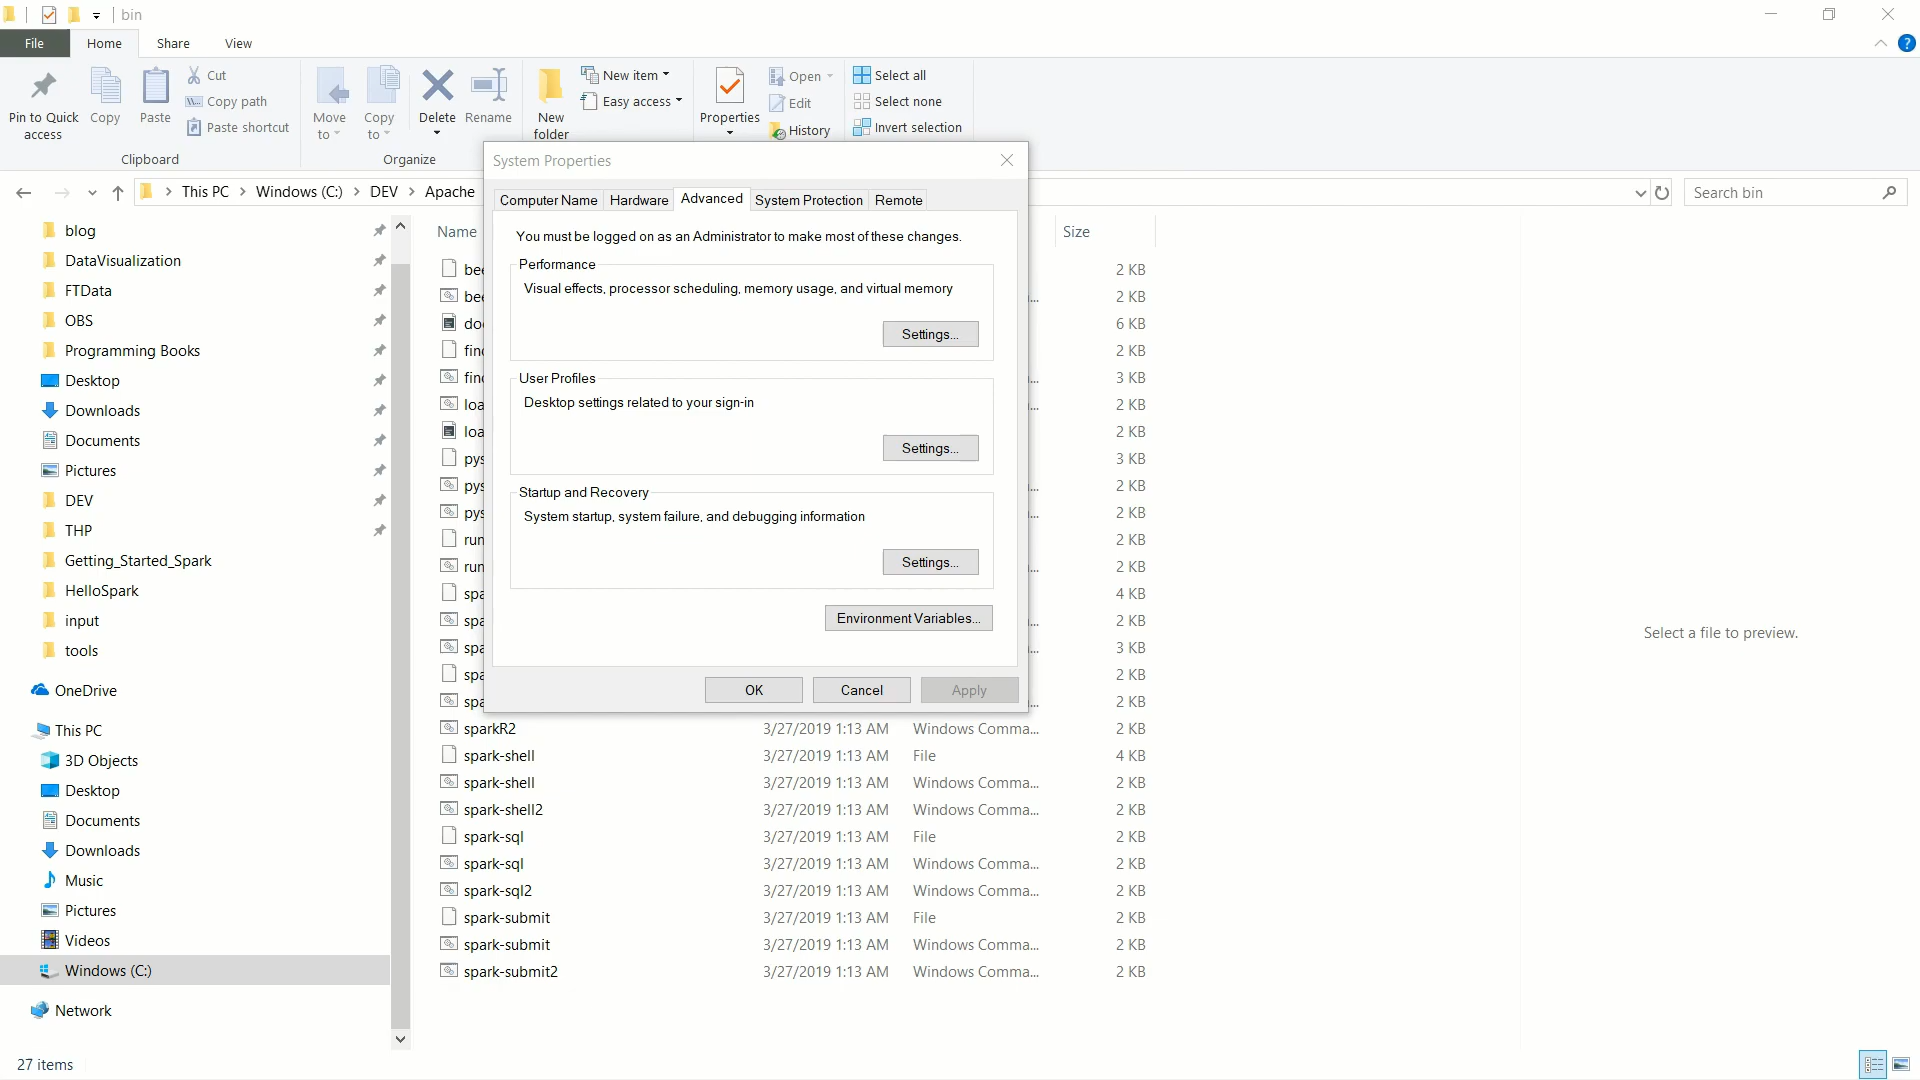 bin
File Home Share View
Pin to Quick access
Copy
Paste
Cut
Copy path
Paste shortcut
Move to
Copy to
Delete
Rename
New folder
New item
Easy access
Properties
Open
Edit
History
Select all
Select none
Invert selection
Clipboard
Organize
This PC Windows (C:) DEV Apache
Search bin
blog
DataVisualization
FTData
OBS
Programming Books
Desktop
Downloads
Documents
Pictures
DEV
THP
Getting_Started_Spark
HelloSpark
input
tools
OneDrive
This PC
3D Objects
Desktop
Documents
Downloads
Music
Pictures
Videos
Windows (C:)
Network
27 items
System Properties
Computer Name Hardware Advanced System Protection Remote
You must be logged on as an Administrator to make most of these changes.
Performance
Visual effects, processor scheduling, memory usage, and virtual memory
Settings...
User Profiles
Desktop settings related to your sign-in
Settings...
Startup and Recovery
System startup, system failure, and debugging information
Settings...
Environment Variables...
OK Cancel Apply
Name Size
2 KB
2 KB
6 KB
2 KB
3 KB
2 KB
2 KB
3 KB
2 KB
2 KB
2 KB
2 KB
4 KB
2 KB
3 KB
2 KB
2 KB
sparkR2 3/27/2019 1:13 AM Windows Comma... 2 KB
spark-shell 3/27/2019 1:13 AM File 4 KB
spark-shell 3/27/2019 1:13 AM Windows Comma... 2 KB
spark-shell2 3/27/2019 1:13 AM Windows Comma... 2 KB
spark-sql 3/27/2019 1:13 AM File 2 KB
spark-sql 3/27/2019 1:13 AM Windows Comma... 2 KB
spark-sql2 3/27/2019 1:13 AM Windows Comma... 2 KB
spark-submit 3/27/2019 1:13 AM File 2 KB
spark-submit 3/27/2019 1:13 AM Windows Comma... 2 KB
spark-submit2 3/27/2019 1:13 AM Windows Comma... 2 KB
Select a file to preview.